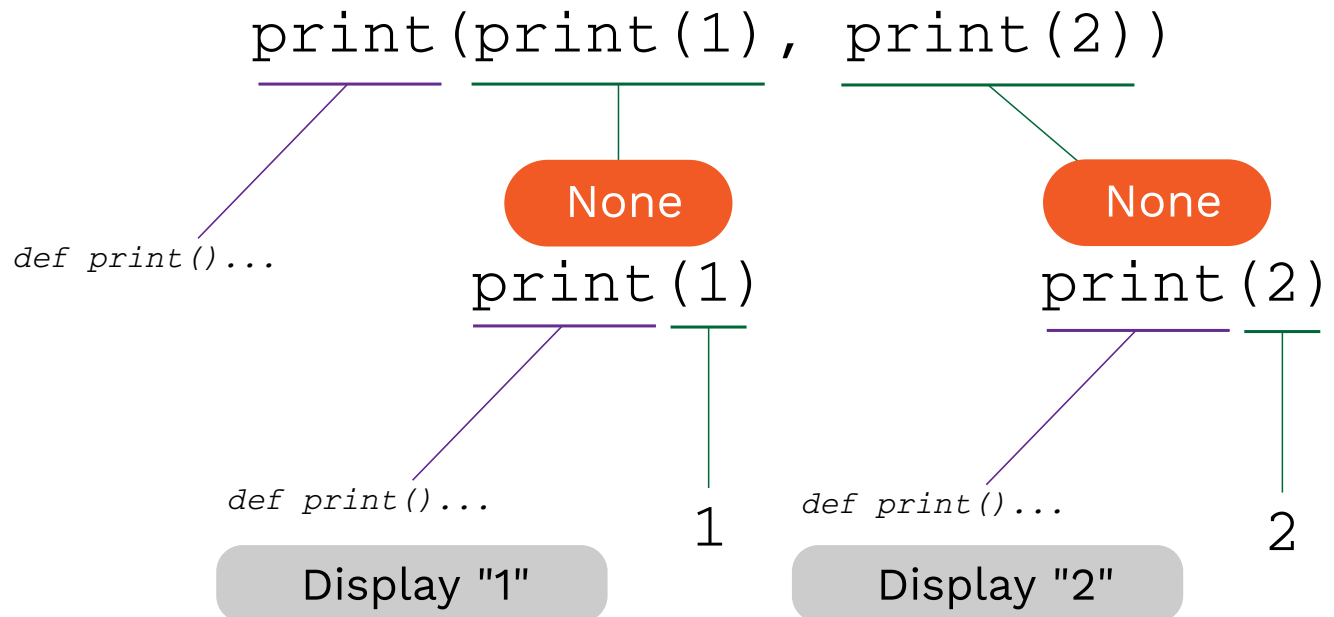 print(print(1), print(2))
None
None
def print()...
print(1)
print(2)
def print()...
1
def print()...
2
Display "1"
Display "2"